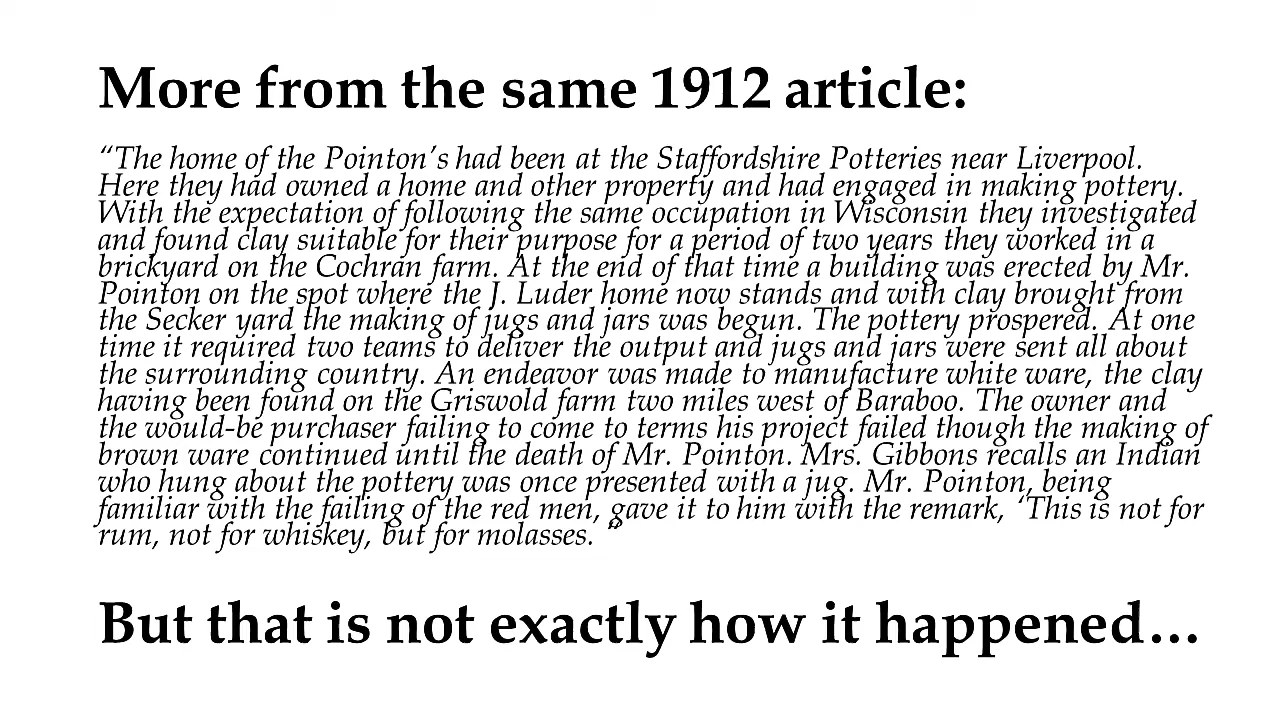 More from the same 1912 article:
“The home of the Pointon’s had been at the Staffordshire Potteries near Liverpool.
Here they had owned a home and other property and had engaged in making pottery.
With the expectation of following the same occupation in Wisconsin they investigated
and found clay suitable for their purpose for a period of two years they worked in a
brickyard on the Cochran farm. At the end of that time a building was erected by Mr.
Pointon on the spot where the J. Luder home now stands and with clay brought from
the Secker yard the making of jugs and jars was begun. The pottery prospered. At one
time it required two teams to deliver the output and jugs and jars were sent all about
the surrounding country. An endeavor was made to manufacture white ware, the clay
having been found on the Griswold farm two miles west of Baraboo. The owner and
the would-be purchaser failing to come to terms his project failed though the making of
brown ware continued until the death of Mr. Pointon. Mrs. Gibbons recalls an Indian
who hung about the pottery was once presented with a jug. Mr. Pointon, being
familiar with the failing of the red men, gave it to him with the remark, ‘This is not for
rum, not for whiskey, but for molasses. “
But that is not exactly how it happened…